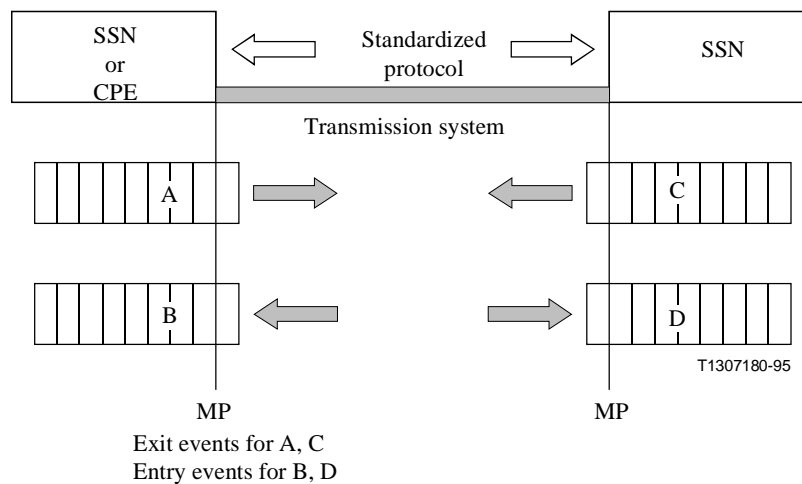 SSN
or
CPE
Standardized
protocol
SSN
Transmission system
A
C
B
D
T1307180-95
MP
MP
Exit events for A, C
Entry events for B, D